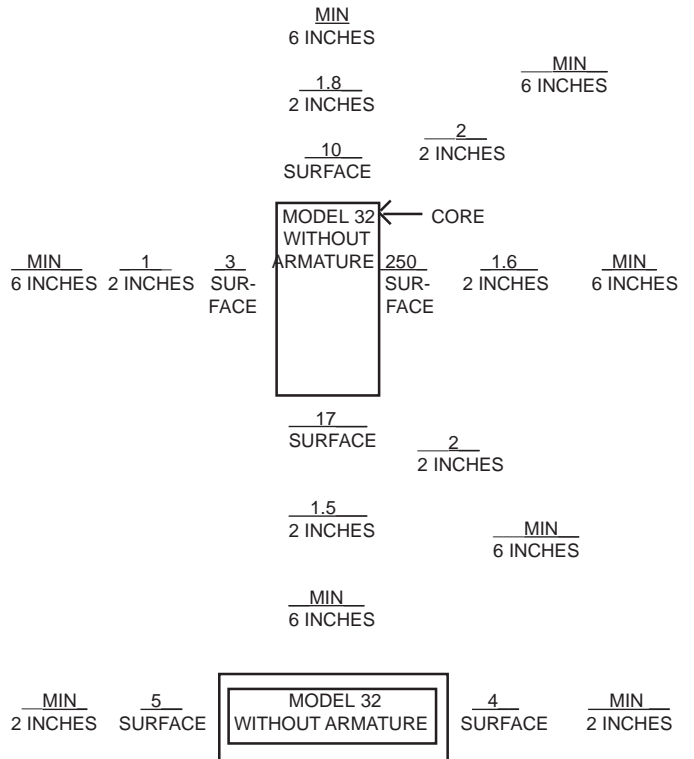 MIN
6 INCHES
MIN
6 INCHES
1.8
2 INCHES
2
2 INCHES
10
SURFACE
MODEL 32
WITHOUT
ARMATURE
CORE
MIN
6 INCHES
1
2 INCHES
3
SUR-
FACE
250
SUR-
FACE
1.6
2 INCHES
MIN
6 INCHES
17
SURFACE
2
2 INCHES
1.5
2 INCHES
MIN
6 INCHES
MIN
6 INCHES
MIN
2 INCHES
5
SURFACE
MODEL 32
WITHOUT ARMATURE
4
SURFACE
MIN
2 INCHES